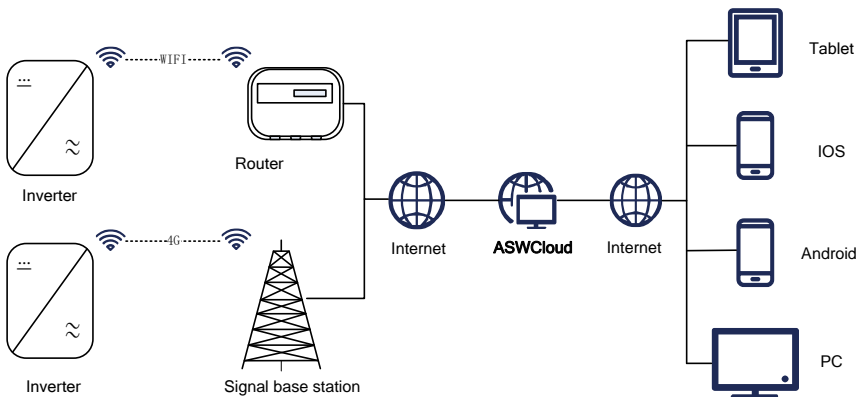 WIFI
Tablet
Router
IOS
Inverter
4G
Internet
ASWCloud
Internet
Android
Inverter
Signal base station
PC